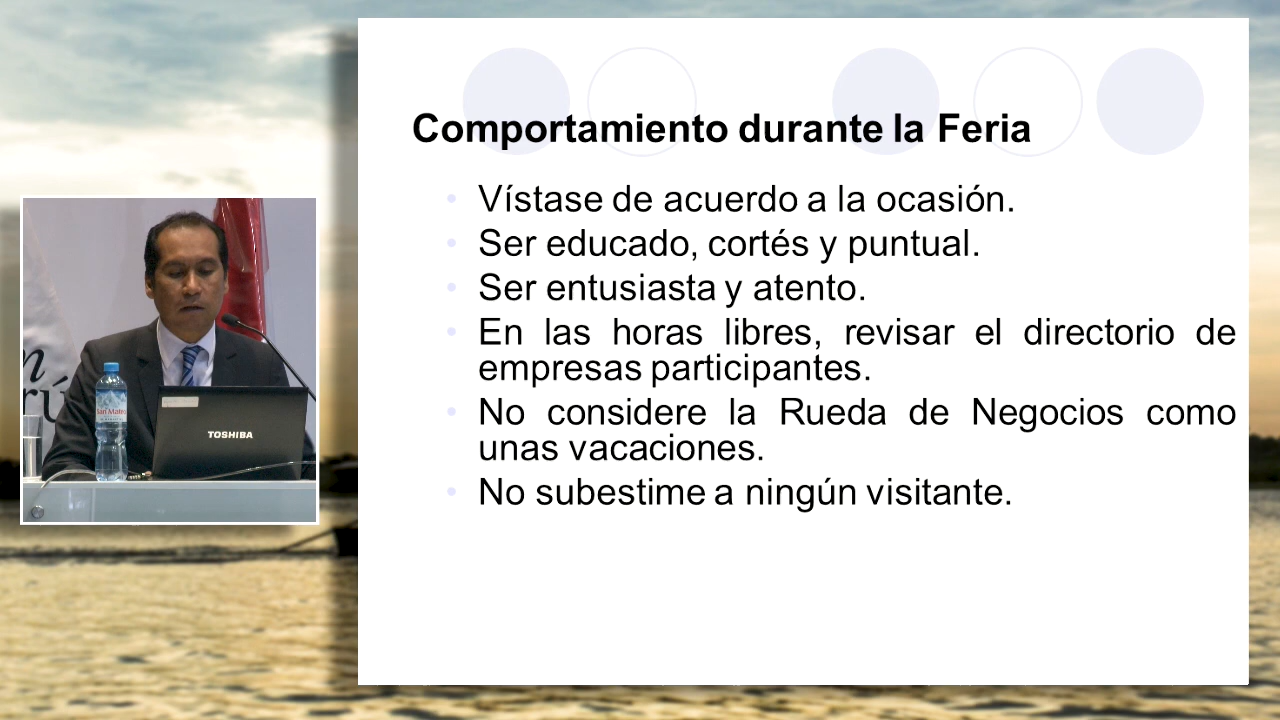 Comportamiento durante la Feria
• Vístase de acuerdo a la ocasión.
• Ser educado, cortés y puntual.
• Ser entusiasta y atento.
• En las horas libres, revisar el directorio de
empresas participantes.
• No considere la Rueda de Negocios como
unas vacaciones.
• No subestime a ningún visitante.
San Mateo
TOSHIBA